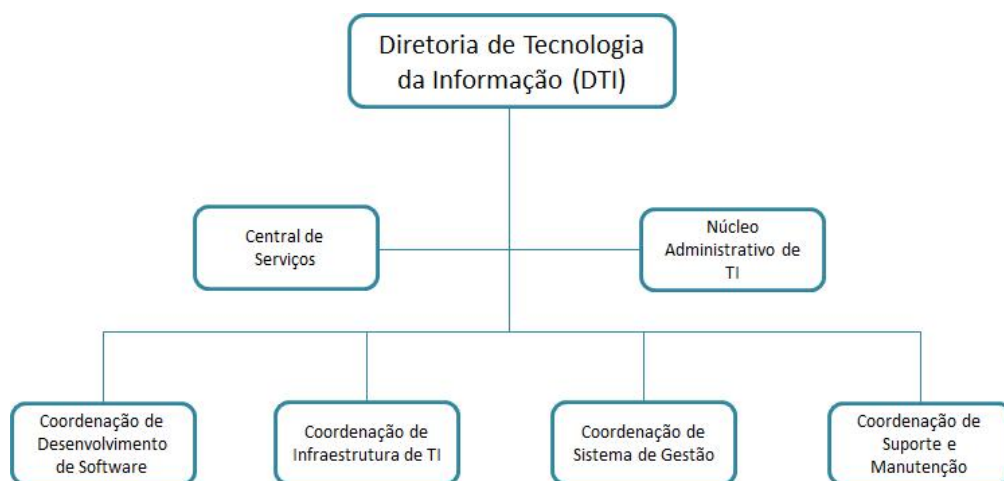 Diretoria de Tecnologia
da Informação (DTI)
Central de
Serviços
Núcleo
Administrativo de
TI
Coordenação de
Desenvolvimento
de Software
Coordenação de
Infraestrutura de TI
Coordenação de
Sistema de Gestão
Coordenação de
Suporte e
Manutenção